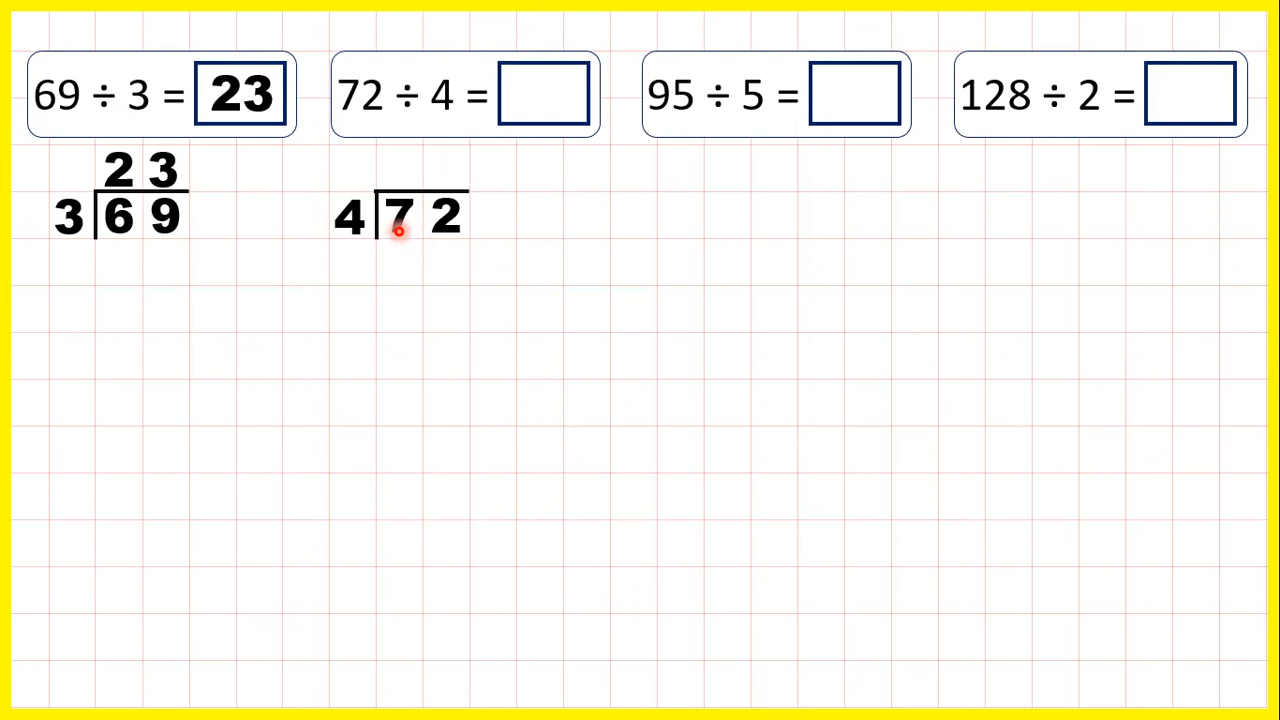 69 ÷ 3 = 23
72 ÷ 4 =
95 ÷ 5 =
128 ÷ 2 =
2 3
3 6 9
4 7 2